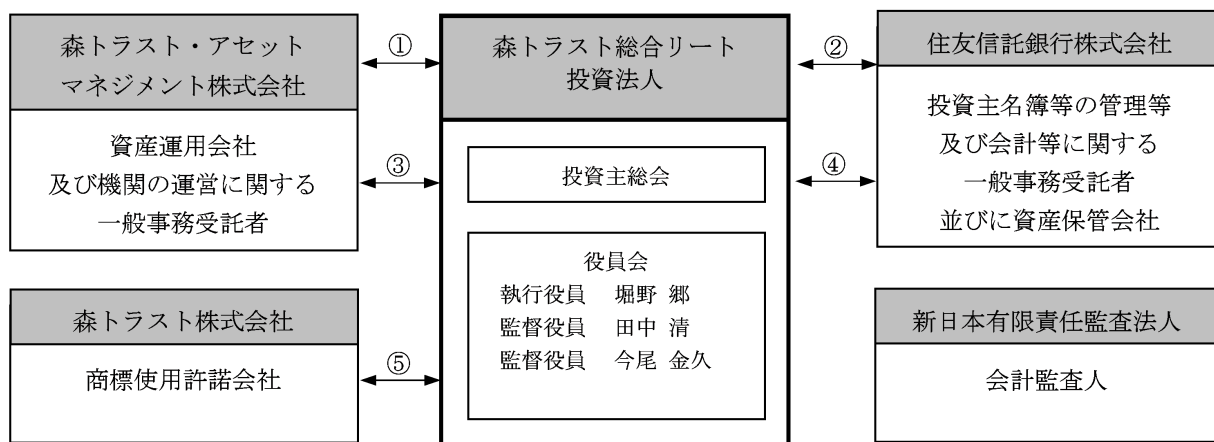 森トラスト・アセット
マネジメント株式会社
資産運用会社
及び機関の運営に関する
一般事務受託者
森トラスト株式会社
商標使用許諾会社
①
③
⑤
森トラスト総合リート
投資法人
投資主総会
役員会
執行役員 堀野 郷
監督役員 田中 清
監督役員 今尾 金久
②
④
住友信託銀行株式会社
投資主名簿等の管理等
及び会計等に関する
一般事務受託者
並びに資産保管会社
新日本有限責任監査法人
会計監査人